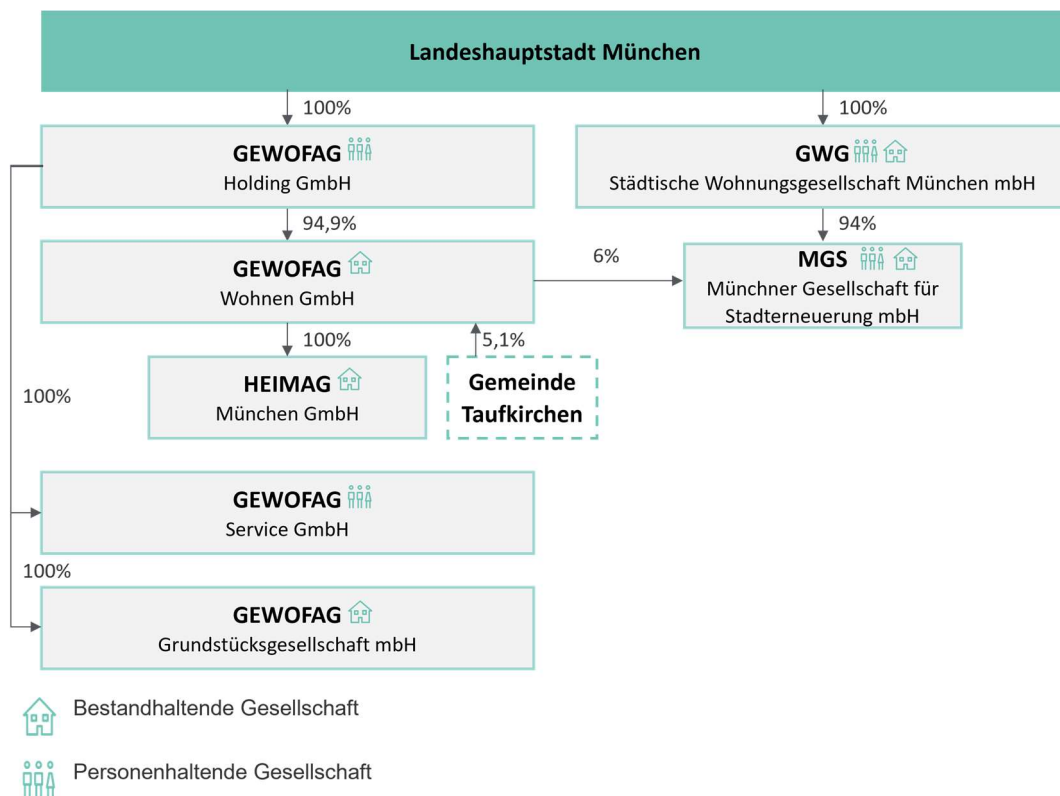 Landeshauptstadt München
100%
100%
GEWOFAG
Holding GmbH
GWG
Städtische Wohnungsgesellschaft München mbH
94,9%
94%
GEWOFAG
Wohnen GmbH
6%
MGS
Münchner Gesellschaft für
Stadterneuerung mbH
100%
5,1%
HEIMAG
München GmbH
Gemeinde
Taufkirchen
100%
GEWOFAG
Service GmbH
100%
GEWOFAG
Grundstücksgesellschaft mbH
Bestandhaltende Gesellschaft
Personenhaltende Gesellschaft